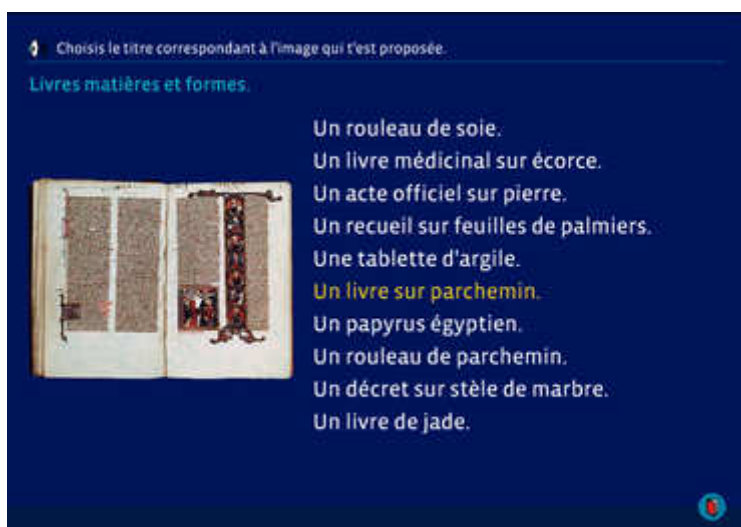 Choisis le titre correspondant à l'image qui t'est proposée.
Livres matières et formes.
Un rouleau de soie.
Un livre médicinal sur écorce.
Un acte officiel sur pierre.
Un recueil sur feuilles de palmiers.
Une tablette d'argile.
Un livre sur parchemin.
Un papyrus égyptien.
Un rouleau de parchemin.
Un décret sur stèle de marbre.
Un livre de jade.